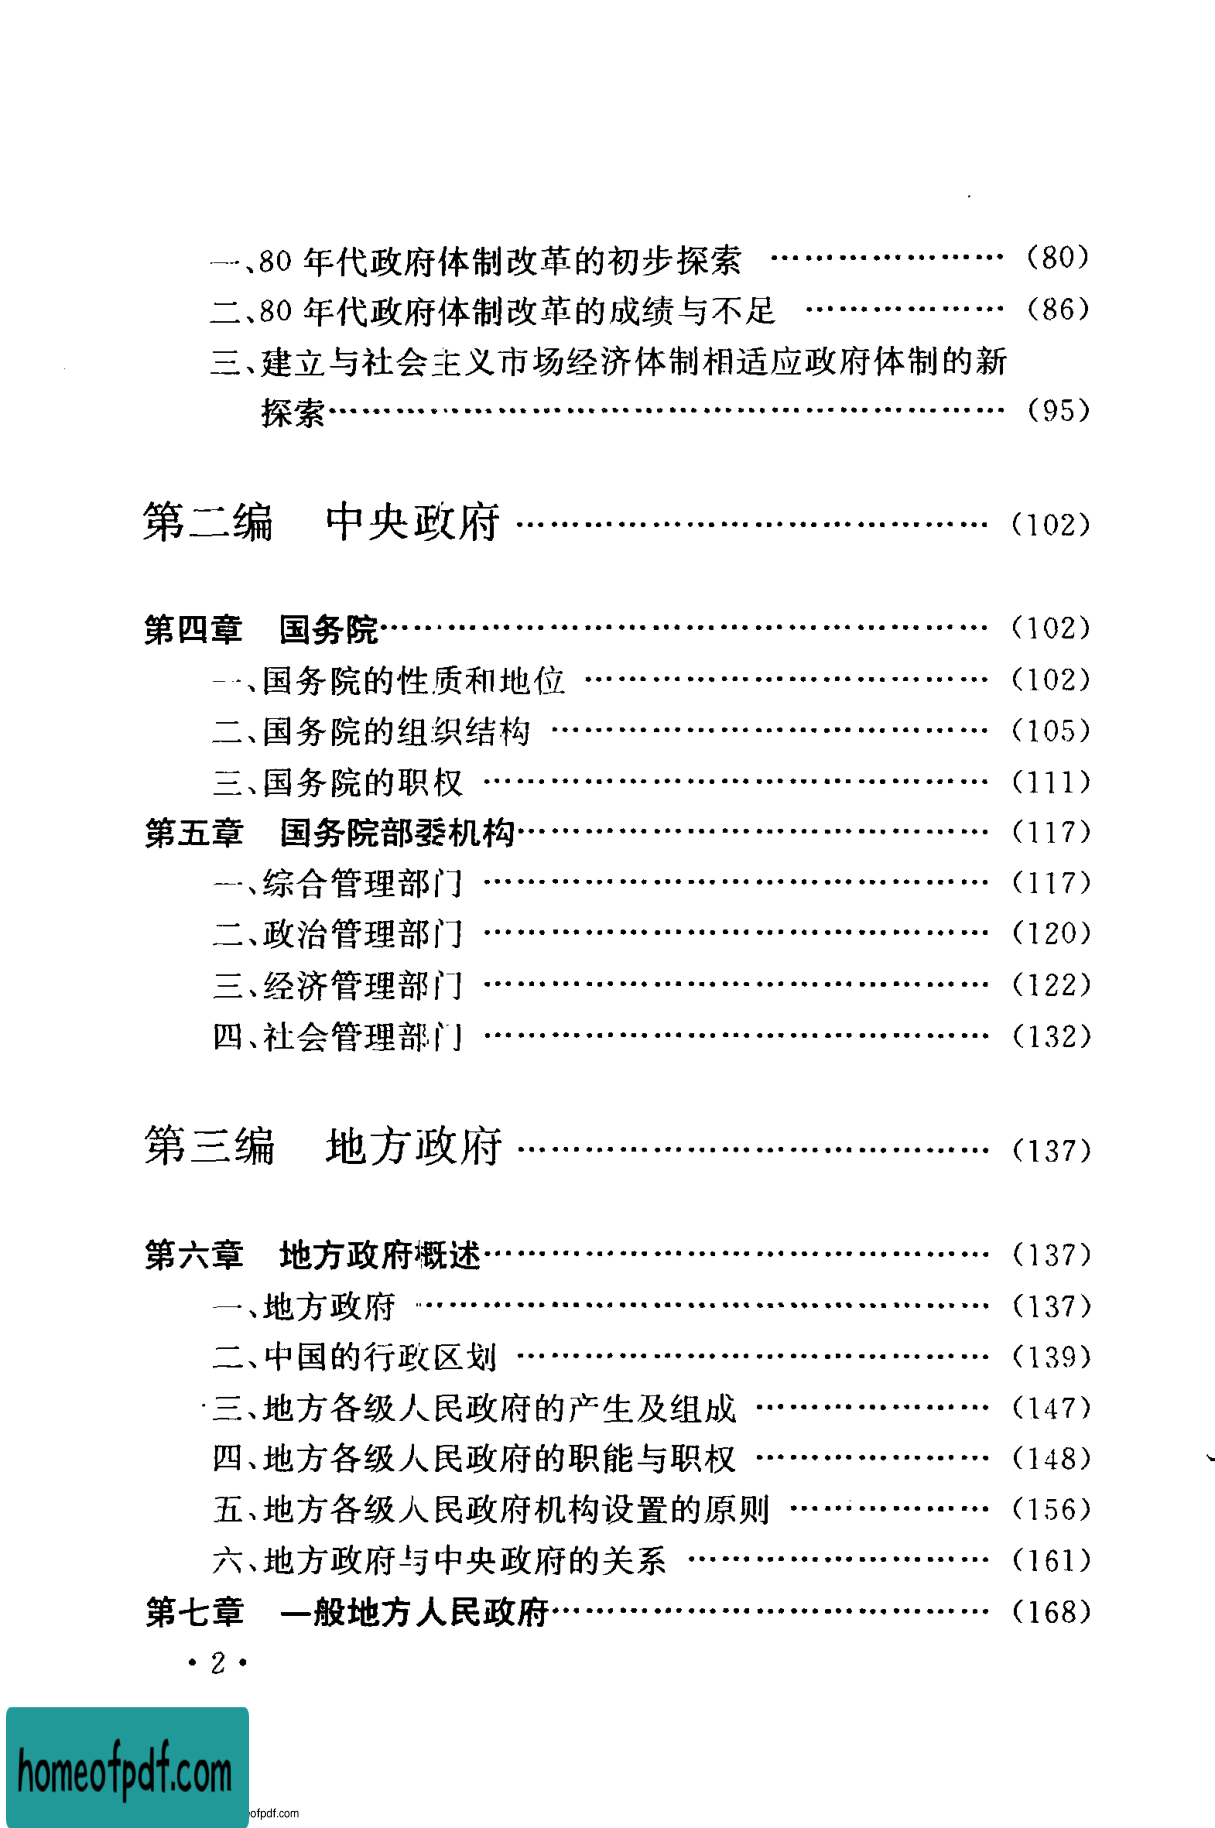 一、80 年代政府体制改革的初步探索 ………………… (80)
二、80 年代政府体制改革的成绩与不足 ……………… (86)
三、建立与社会主义市场经济体制相适应政府体制的新
探索………………………………………………………… (95)
第二编 中央政府 …………………………………… (102)
第四章 国务院……………………………………………… (102)
一、国务院的性质和地位 ……………………………… (102)
二、国务院的组织结构 ………………………………… (105)
三、国务院的职权 ……………………………………… (111)
第五章 国务院部委机构…………………………………… (117)
一、综合管理部门 ……………………………………… (117)
二、政治管理部门 ……………………………………… (120)
三、经济管理部门 ……………………………………… (122)
四、社会管理部门 ……………………………………… (132)
第三编 地方政府 …………………………………… (137)
第六章 地方政府概述……………………………………… (137)
一、地方政府 …………………………………………… (137)
二、中国的行政区划 …………………………………… (139)
三、地方各级人民政府的产生及组成 ………………… (147)
四、地方各级人民政府的职能与职权 ………………… (148)
五、地方各级人民政府机构设置的原则 ……………… (156)
六、地方政府与中央政府的关系 ……………………… (161)
第七章 一般地方人民政府………………………………… (168)
• 2 •
homeofpdf.com
ofpdf.com